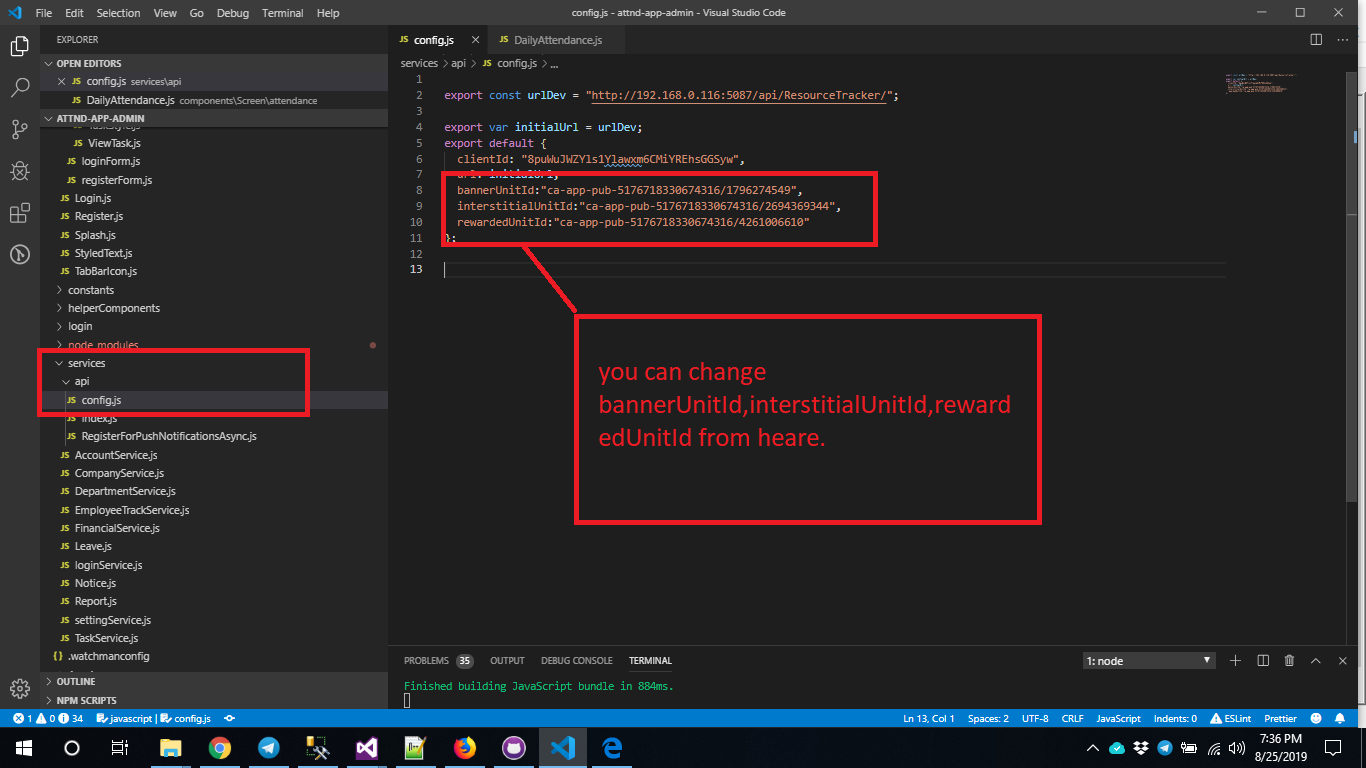 File Edit Selection View Go Debug Terminal Help
config.js - attnd-app-admin - Visual Studio Code
EXPLORER
OPEN EDITORS
JS config.js services\api
JS DailyAttendance.js components\Screen\attendance
ATTND-APP-ADMIN
JS ViewTask.js
JS loginForm.js
JS registerForm.js
JS Login.js
JS Register.js
JS Splash.js
JS StyledText.js
JS TabBarIcon.js
constants
helperComponents
login
node_modules
services
api
JS config.js
JS index.js
JS RegisterForPushNotificationsAsync.js
JS AccountService.js
JS CompanyService.js
JS DepartmentService.js
JS EmployeeTrackService.js
JS FinancialService.js
JS Leave.js
JS loginService.js
JS Notice.js
JS Report.js
JS settingService.js
JS TaskService.js
{} .watchmanconfig
OUTLINE
NPM SCRIPTS
JS config.js JS DailyAttendance.js
services > api > JS config.js > ...
1
2 export const urlDev = "http://192.168.0.116:5087/api/ResourceTracker/";
3
4 export var initialUrl = urlDev;
5 export default {
6 clientId: "8puWuJWZYls1Ylawxm6CMiYREhsGGSyw",
7 url: initialUrl,
8 bannerUnitId:"ca-app-pub-5176718330674316/1796274549",
9 interstitialUnitId:"ca-app-pub-5176718330674316/2694369344",
10 rewardedUnitId:"ca-app-pub-5176718330674316/4261006610"
11 };
12
13
you can change
bannerUnitId,interstitialUnitId,reward
edUnitId from heare.
PROBLEMS 35 OUTPUT DEBUG CONSOLE TERMINAL 1: node
Finished building JavaScript bundle in 884ms.
1 0 34 javascript | config.js Ln 13, Col 1 Spaces: 2 UTF-8 CRLF JavaScript Indents: 0 ESLint Prettier
7:36 PM
8/25/2019